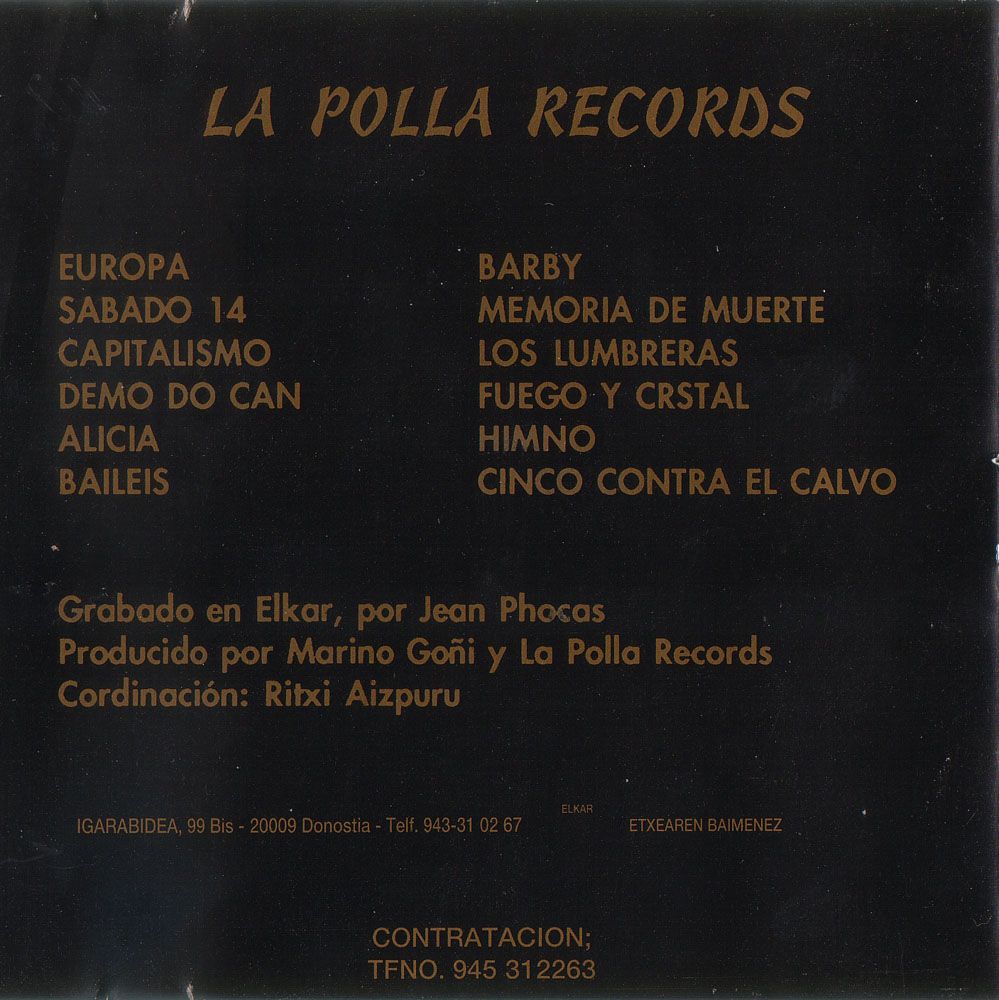 LA POLLA RECORDS
EUROPA
SABADO 14
CAPITALISMO
DEMO DO CAN
ALICIA
BAILEIS
BARBY
MEMORIA DE MUERTE
LOS LUMBRERAS
FUEGO Y CRSTAL
HIMNO
CINCO CONTRA EL CALVO
Grabado en Elkar, por Jean Phocas
Producido por Marino Goñi y La Polla Records
Cordinación: Ritxi Aizpuru
IGARABIDEA, 99 Bis - 20009 Donostia - Telf. 943-31 02 67
ELKAR
ETXEAREN BAIMENEZ
CONTRATACION;
TFNO. 945 312263